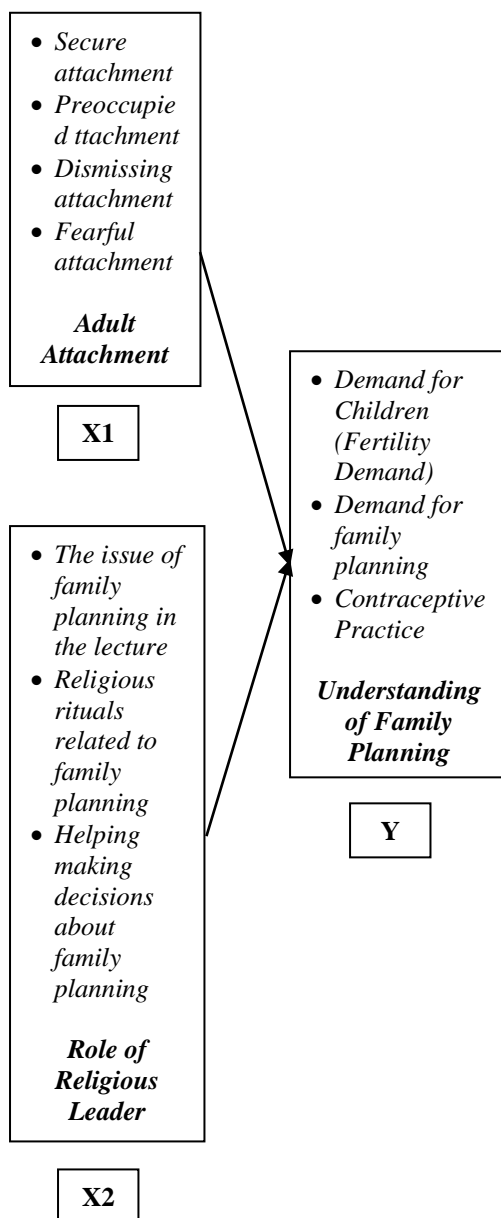 • Secure
attachment
• Preoccupie
d ttachment
• Dismissing
attachment
• Fearful
attachment
Adult
Attachment
X1
• The issue of
family
planning in
the lecture
• Religious
rituals
related to
family
planning
• Helping
making
decisions
about
family
planning
Role of
Religious
Leader
X2
• Demand for
Children
(Fertility
Demand)
• Demand for
family
planning
• Contraceptive
Practice
Understanding
of Family
Planning
Y